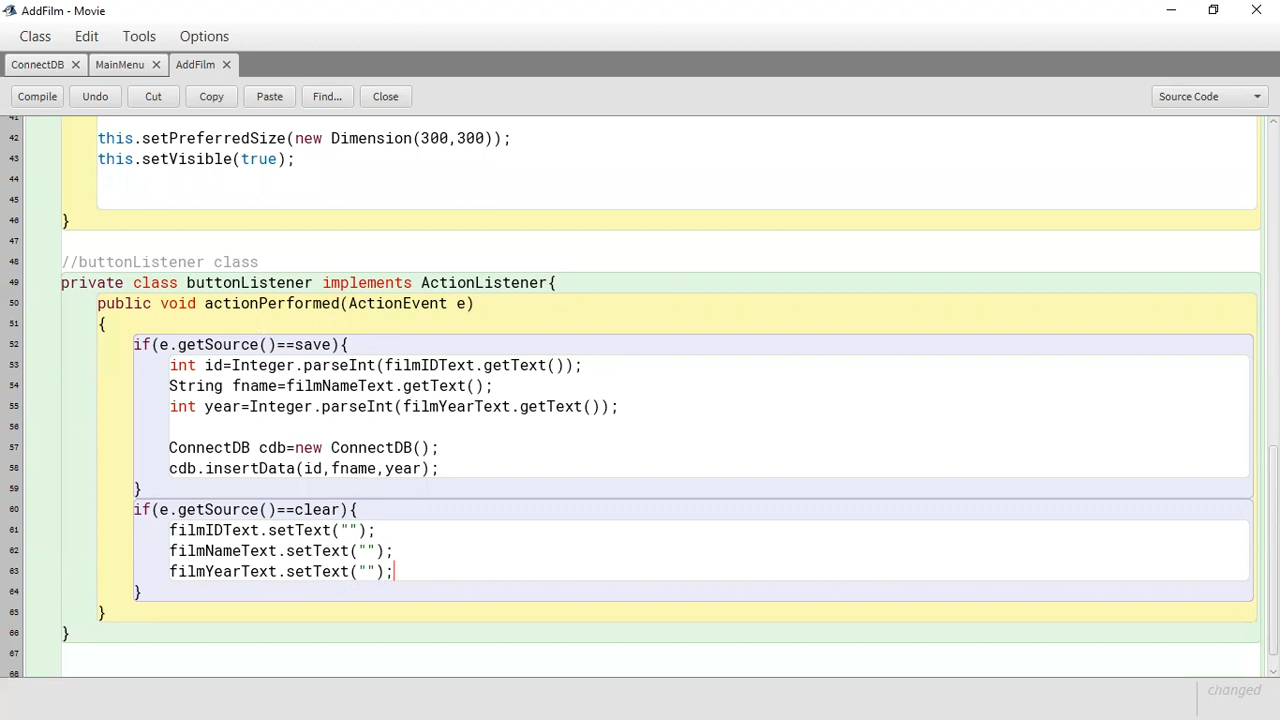 AddFilm - Movie
Class Edit Tools Options
ConnectDB MainMenu AddFilm
Compile Undo Cut Copy Paste Find... Close Source Code
41
42 this.setPreferredSize(new Dimension(300,300));
43 this.setVisible(true);
44
45
46 }
47
48 //buttonListener class
49 private class buttonListener implements ActionListener{
50 public void actionPerformed(ActionEvent e)
51 {
52 if(e.getSource()==save){
53 int id=Integer.parseInt(filmIDText.getText());
54 String fname=filmNameText.getText();
55 int year=Integer.parseInt(filmYearText.getText());
56
57 ConnectDB cdb=new ConnectDB();
58 cdb.insertData(id,fname,year);
59 }
60 if(e.getSource()==clear){
61 filmIDText.setText("");
62 filmNameText.setText("");
63 filmYearText.setText("");
64 }
65 }
66 }
67
68
changed